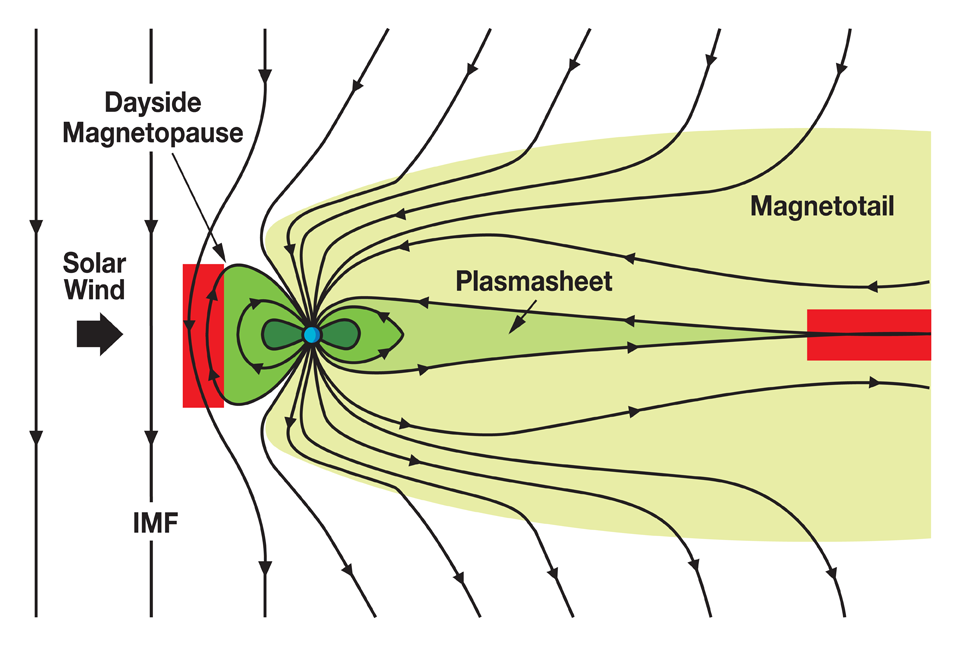 Dayside
Magnetopause
Magnetotail
Solar
Wind
Plasmasheet
IMF